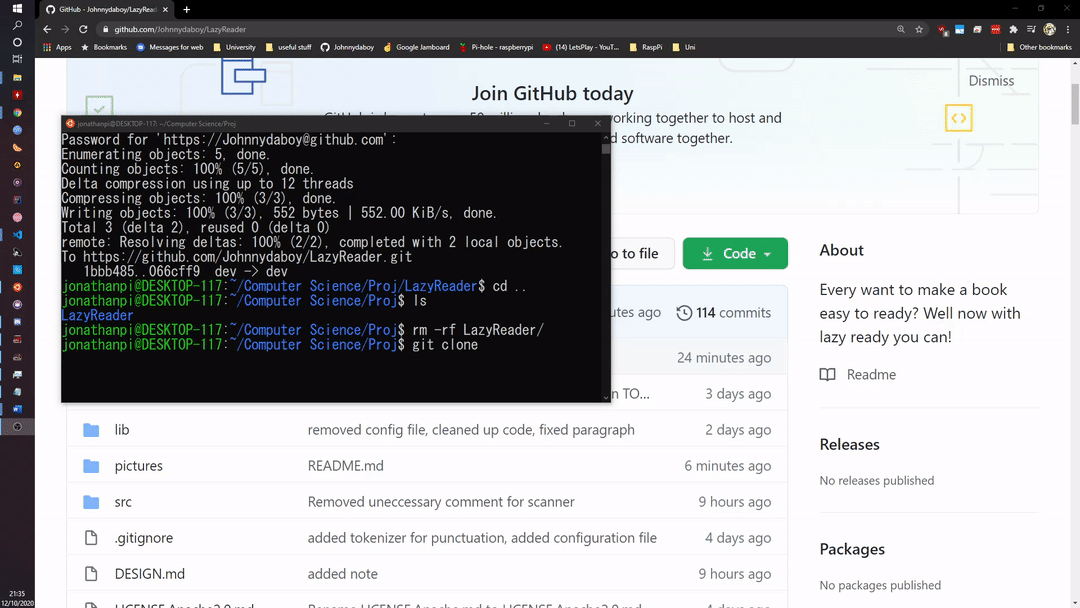 GitHub - Johnnydaboy/LazyReade
github.com/Johnnydaboy/LazyReader
Apps Bookmarks Messages for web University useful stuff Johnnydaboy Google Jamboard Pi-hole - raspberrypi (14) LetsPlay - YouT... RaspPi Uni Other bookmarks
Join GitHub today
Dismiss
orking together to host and
d software together.
jonathanpi@DESKTOP-117: ~/Computer Science/Proj
Password for 'https://Johnnydaboy@github.com':
Enumerating objects: 5, done.
Counting objects: 100% (5/5), done.
Delta compression using up to 12 threads
Compressing objects: 100% (3/3), done.
Writing objects: 100% (3/3), 552 bytes | 552.00 KiB/s, done.
Total 3 (delta 2), reused 0 (delta 0)
remote: Resolving deltas: 100% (2/2), completed with 2 local objects.
To https://github.com/Johnnydaboy/LazyReader.git
1bbb485..066cff9 dev -> dev
jonathanpi@DESKTOP-117:~/Computer Science/Proj/LazyReader$ cd ..
jonathanpi@DESKTOP-117:~/Computer Science/Proj$ ls
LazyReader
jonathanpi@DESKTOP-117:~/Computer Science/Proj$ rm -rf LazyReader/
jonathanpi@DESKTOP-117:~/Computer Science/Proj$ git clone
o to file
Code
utes ago 114 commits
24 minutes ago
n TO... 3 days ago
lib removed config file, cleaned up code, fixed paragraph 2 days ago
pictures README.md 6 minutes ago
src Removed uneccessary comment for scanner 9 hours ago
.gitignore added tokenizer for punctuation, added configuration file 4 days ago
DESIGN.md added note 9 hours ago
About
Every want to make a book
easy to ready? Well now with
lazy ready you can!
Readme
Releases
No releases published
Packages
No packages published
21:35
12/10/2020